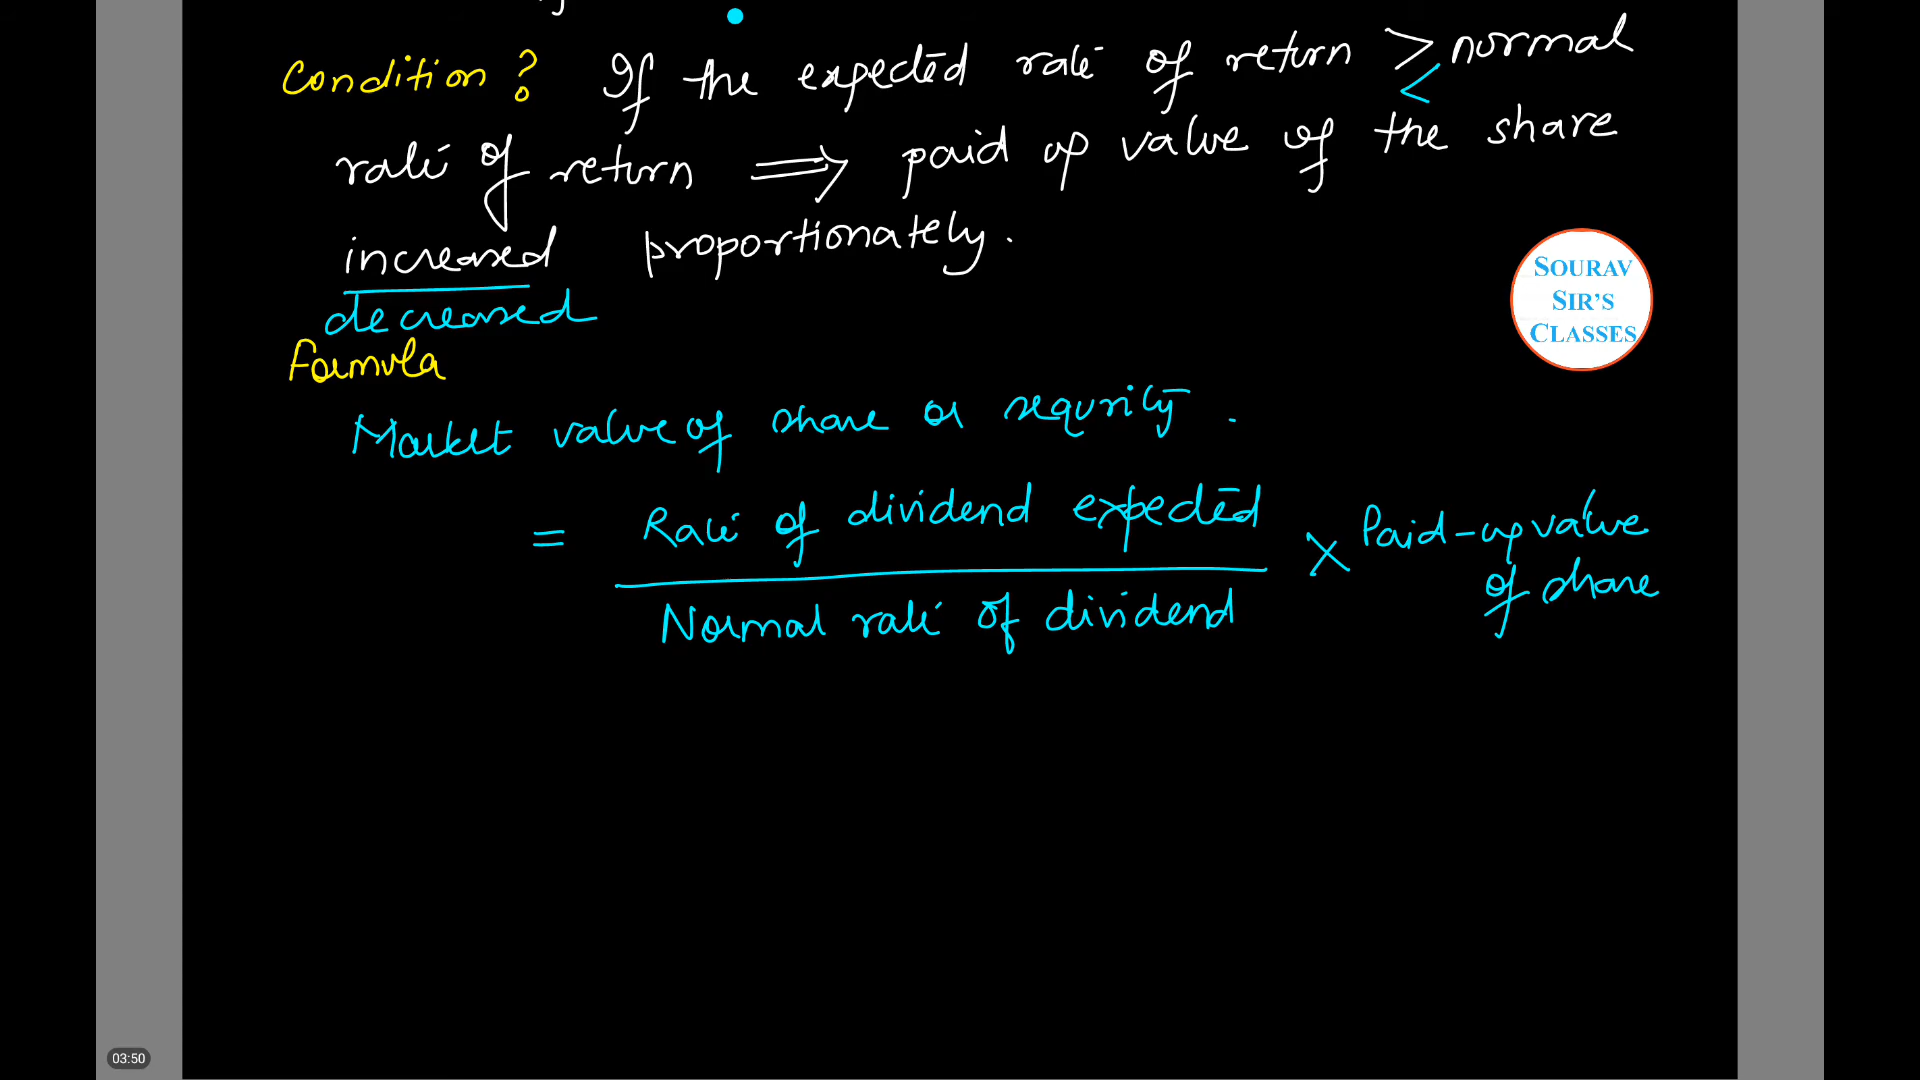 Condition ? If the expected rate of return > normal
<
rate of return ⟹ paid up value of the share
increased proportionately.
decreased
Formula
Market value of share or sequrity.
= Rate of dividend expected × Paid-up value
of share
Normal rate of dividend
SOURAV
SIR'S
CLASSES
03:50